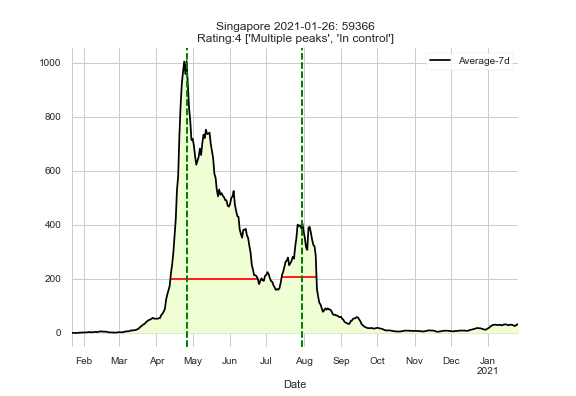 Singapore 2021-01-26: 59366
Rating:4 ['Multiple peaks', 'In control']
Average-7d
1000
800
600
400
200
0
Feb Mar Apr May Jun Jul Aug Sep Oct Nov Dec Jan
2021
Date